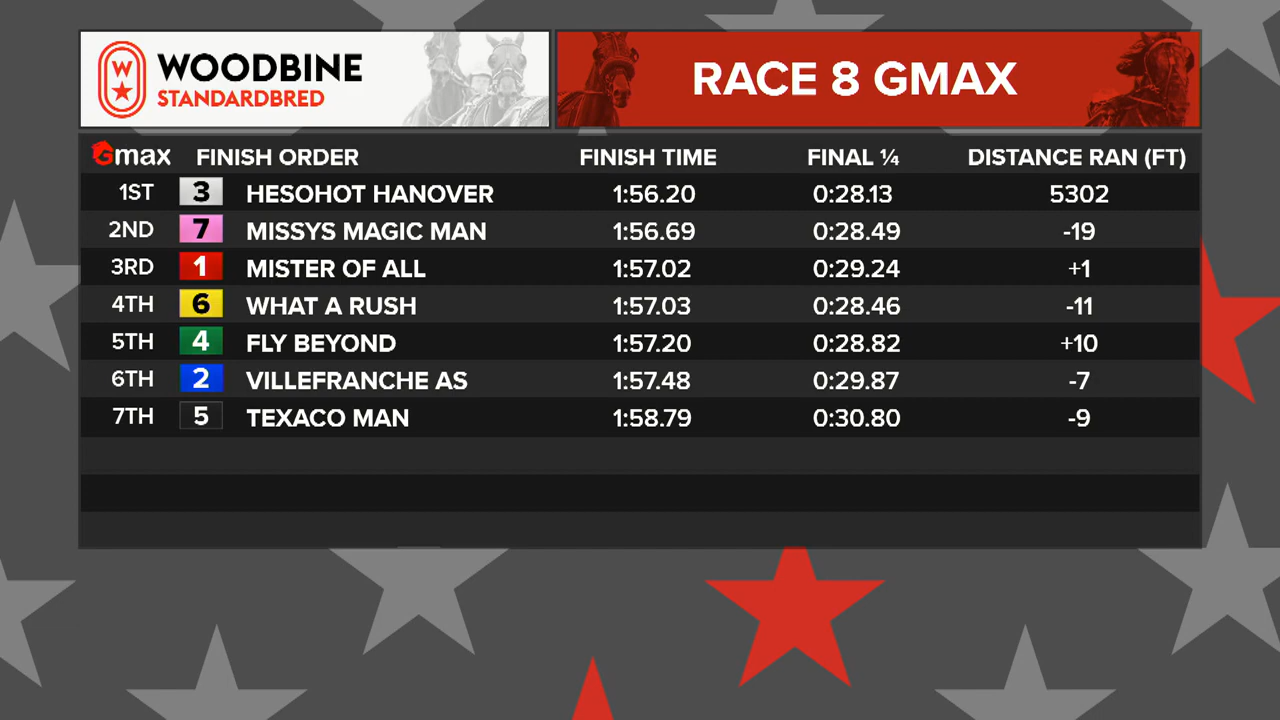 W
WOODBINE
STANDARDBRED
RACE 8 GMAX
Gmax FINISH ORDER FINISH TIME FINAL ¼ DISTANCE RAN (FT)
1ST 3 HESOHOT HANOVER 1:56.20 0:28.13 5302
2ND 7 MISSYS MAGIC MAN 1:56.69 0:28.49 -19
3RD 1 MISTER OF ALL 1:57.02 0:29.24 +1
4TH 6 WHAT A RUSH 1:57.03 0:28.46 -11
5TH 4 FLY BEYOND 1:57.20 0:28.82 +10
6TH 2 VILLEFRANCHE AS 1:57.48 0:29.87 -7
7TH 5 TEXACO MAN 1:58.79 0:30.80 -9